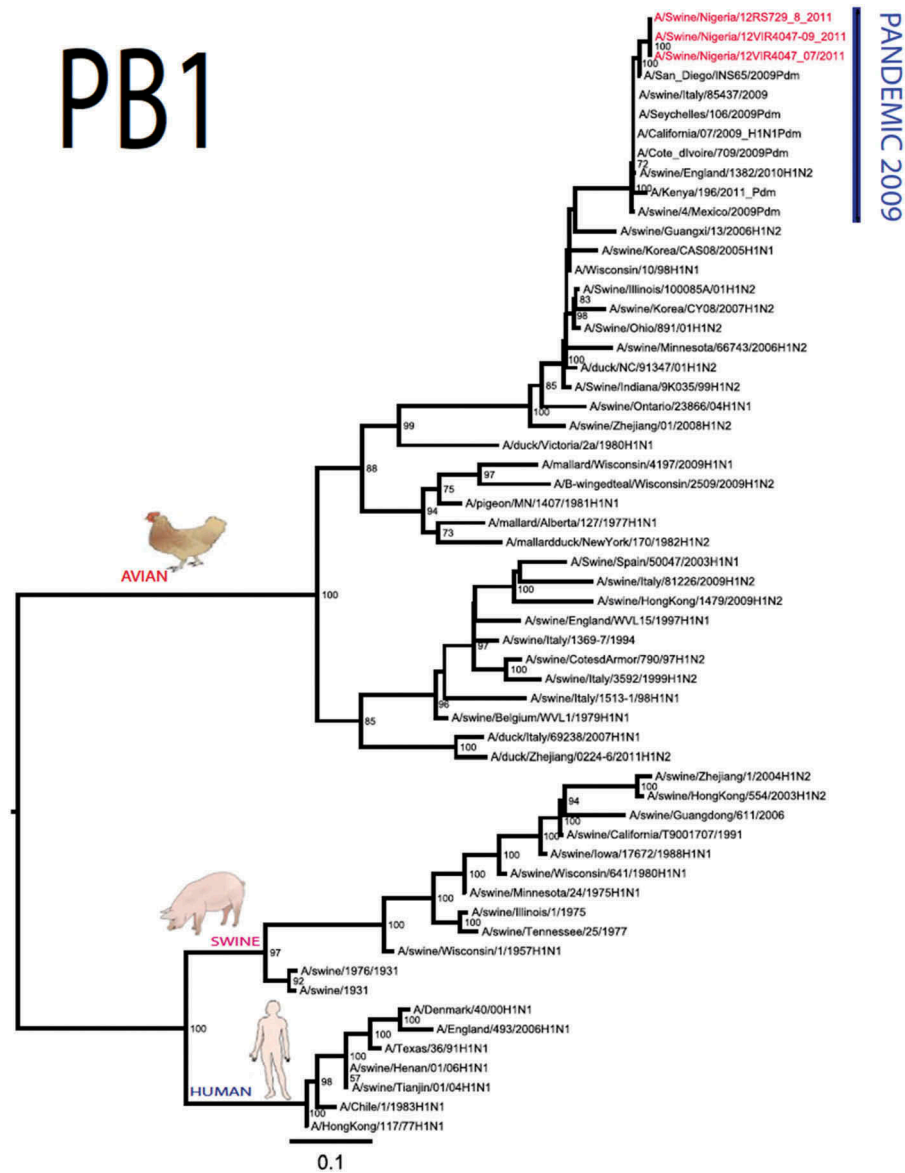 PB1
PANDEMIC 2009
A/Swine/Nigeria/12RS729_8_2011
A/Swine/Nigeria/12VIR4047-09_2011
100
A/Swine/Nigeria/12VIR4047_07/2011
100
A/San_Diego/INS65/2009Pdm
A/swine/Italy/85437/2009
A/Seychelles/106/2009Pdm
A/California/07/2009_H1N1Pdm
A/Cote_dIvoire/709/2009Pdm
72
A/swine/England/1382/2010H1N2
100
A/Kenya/196/2011_Pdm
A/swine/4/Mexico/2009Pdm
A/swine/Guangxi/13/2006H1N2
A/swine/Korea/CAS08/2005H1N1
A/Wisconsin/10/98H1N1
A/Swine/Illinois/100085A/01H1N2
83
A/swine/Korea/CY08/2007H1N2
98
A/Swine/Ohio/891/01H1N2
A/swine/Minnesota/66743/2006H1N2
100
A/duck/NC/91347/01H1N2
85
A/Swine/Indiana/9K035/99H1N2
A/swine/Ontario/23866/04H1N1
100
A/swine/Zhejiang/01/2008H1N2
99
A/duck/Victoria/2a/1980H1N1
88
A/mallard/Wisconsin/4197/2009H1N1
97
A/B-wingedteal/Wisconsin/2509/2009H1N2
75
A/pigeon/MN/1407/1981H1N1
94
A/mallard/Alberta/127/1977H1N1
73
A/mallardduck/NewYork/170/1982H1N2
A/Swine/Spain/50047/2003H1N1
AVIAN
A/swine/Italy/81226/2009H1N2
100
100
A/swine/HongKong/1479/2009H1N2
A/swine/England/WVL15/1997H1N1
A/swine/Italy/1369-7/1994
97
A/swine/CotesdArmor/790/97H1N2
100
A/swine/Italy/3592/1999H1N2
A/swine/Italy/1513-1/98H1N1
96
A/swine/Belgium/WVL1/1979H1N1
85
A/duck/Italy/69238/2007H1N1
100
A/duck/Zhejiang/0224-6/2011H1N2
A/swine/Zhejiang/1/2004H1N2
100
A/swine/HongKong/554/2003H1N2
94
A/swine/Guangdong/611/2006
100
A/swine/California/T9001707/1991
100
A/swine/Iowa/17672/1988H1N1
100
A/swine/Wisconsin/641/1980H1N1
100
A/swine/Minnesota/24/1975H1N1
100
A/swine/Illinois/1/1975
100
A/swine/Tennessee/25/1977
100
SWINE
97
A/swine/Wisconsin/1/1957H1N1
A/swine/1976/1931
92
A/swine/1931
A/Denmark/40/00H1N1
100
A/England/493/2006H1N1
100
100
A/Texas/36/91H1N1
100
A/swine/Henan/01/06H1N1
57
98
A/swine/Tianjin/01/04H1N1
HUMAN
A/Chile/1/1983H1N1
100
A/HongKong/117/77H1N1
0.1